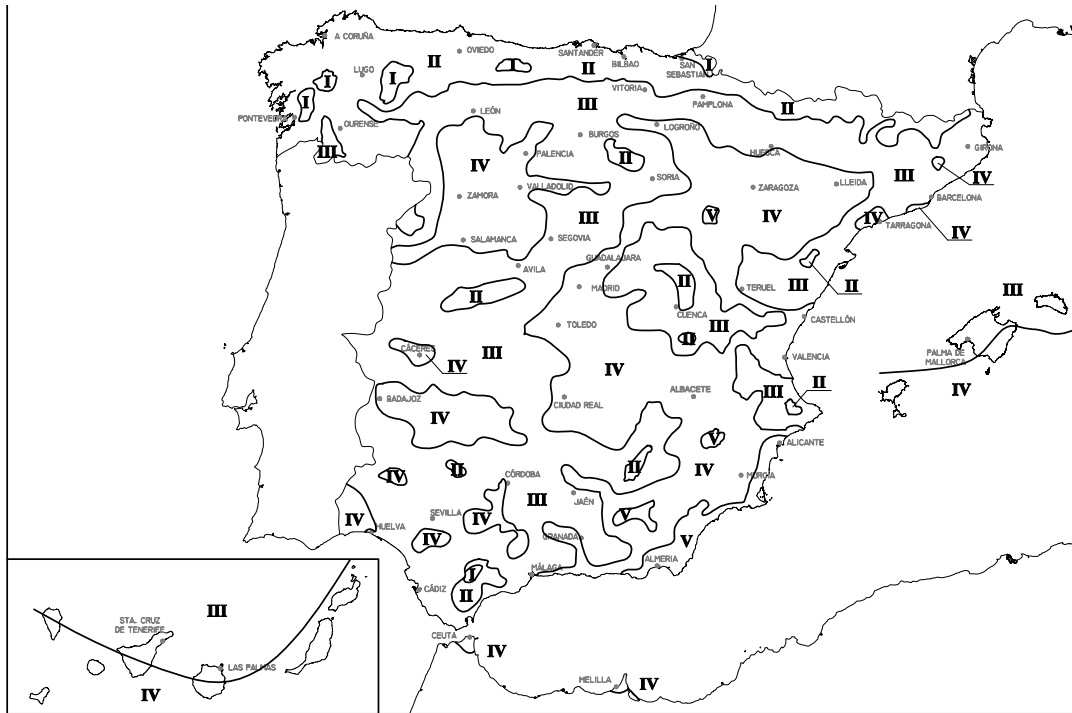 A CORUÑA
OVIEDO
SANTANDER
II
LUGO
I
I
I
II
BILBAO
SAN
SEBASTIAN
I
VITORIA
PAMPLONA
I
III
II
PONTEVEDRA
OURENSE
LEÓN
BURGOS
LOGROÑO
HUESCA
GIRONA
III
IV
PALENCIA
II
SORIA
III
IV
ZAMORA
VALLADOLID
ZARAGOZA
LLEIDA
BARCELONA
III
V
IV
IV
TARRAGONA
IV
SALAMANCA
SEGOVIA
AVILA
GUADALAJARA
II
MADRID
II
TERUEL
III
II
III
CUENCA
CASTELLÓN
TOLEDO
III
II
CÁCERES
IV
III
IV
VALENCIA
PALMA DE
MALLORCA
IV
BADAJOZ
IV
CIUDAD REAL
ALBACETE
III
II
V
ALICANTE
IV
II
II
IV
MURCIA
CÓRDOBA
III
JAÉN
IV
HUELVA
SEVILLA
IV
V
IV
GRANADA
V
ALMERIA
MÁLAGA
I
CÁDIZ
II
CEUTA
IV
MELILLA
IV
III
STA. CRUZ
DE TENERIFE
LAS PALMAS
IV